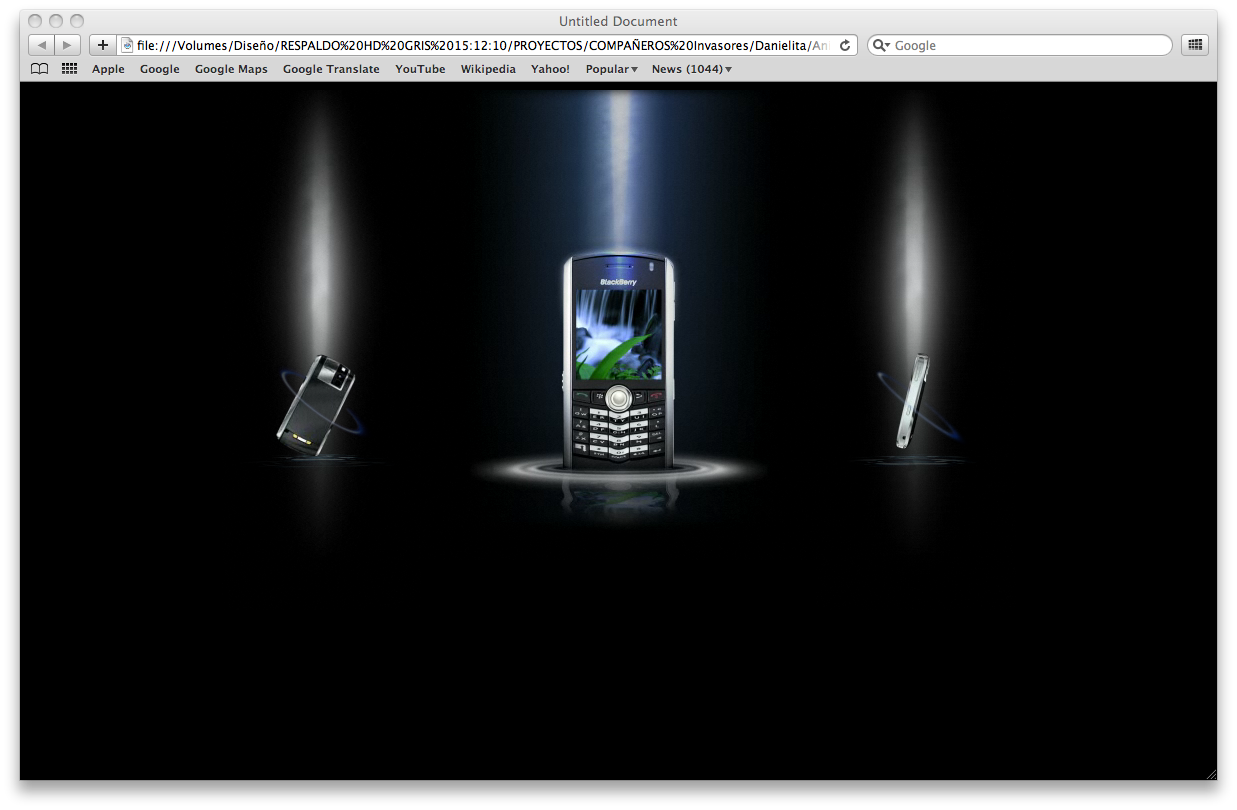 Untitled Document
file:///Volumes/Diseño/RESPALDO%20HD%20GRIS%2015:12:10/PROYECTOS/COMPAÑEROS%20Invasores/Danielita/An
Google
Apple Google Google Maps Google Translate YouTube Wikipedia Yahoo! Popular News (1044)
BlackBerry